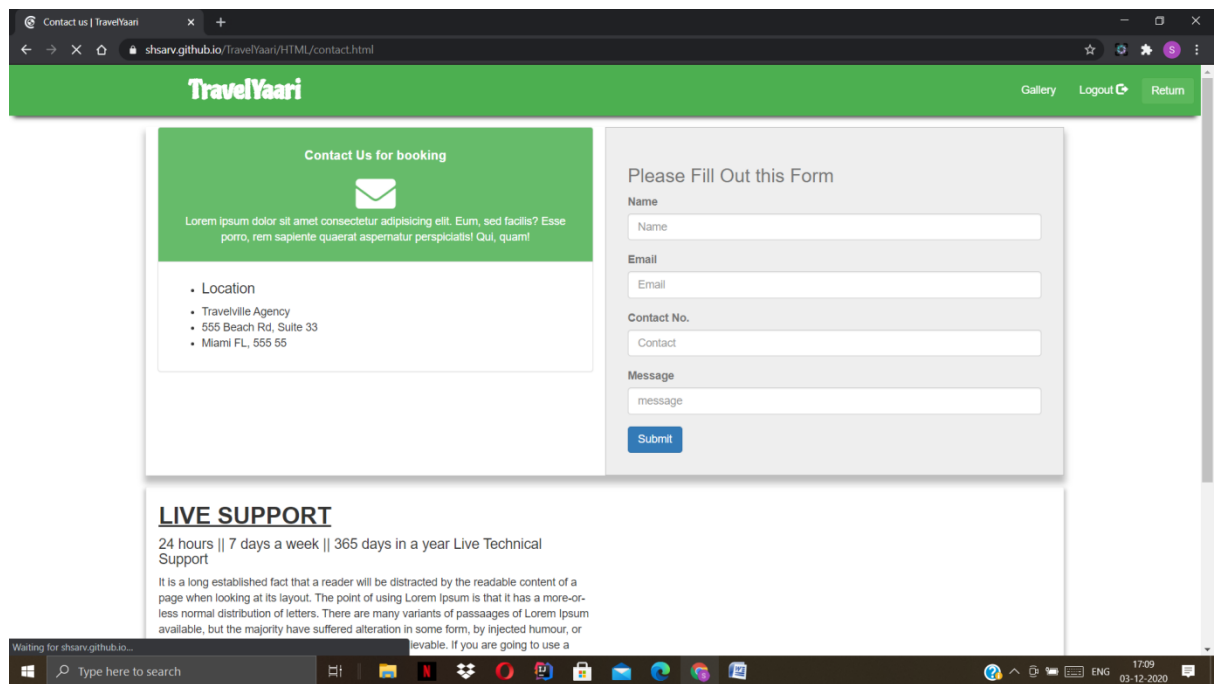 Contact us | TravelYaari
shsarv.github.io/TravelYaari/HTML/contact.html
S
TravelYaari
Gallery
Logout
Return
Contact Us for booking
Lorem ipsum dolor sit amet consectetur adipisicing elit. Eum, sed facilis? Esse
porro, rem sapiente quaerat aspernatur perspiciatis! Qui, quam!
Location
Travelville Agency
555 Beach Rd, Suite 33
Miami FL, 555 55
Please Fill Out this Form
Name
Name
Email
Email
Contact No.
Contact
Message
message
Submit
LIVE SUPPORT
24 hours || 7 days a week || 365 days in a year Live Technical
Support
It is a long established fact that a reader will be distracted by the readable content of a
page when looking at its layout. The point of using Lorem Ipsum is that it has a more-or-
less normal distribution of letters. There are many variants of passaages of Lorem Ipsum
available, but the majority have suffered alteration in some form, by injected humour, or
ievable. If you are going to use a
Waiting for shsarv.github.io...
Type here to search
N
ENG
17:09
03-12-2020